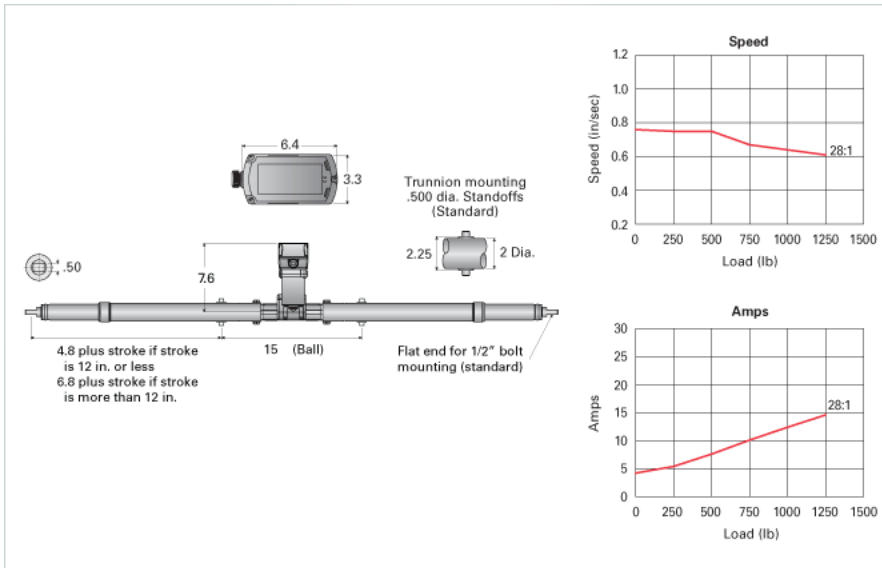 6.4
3.3
Trunnion mounting
.500 dia. Standoffs
(Standard)
2.25
2 Dia.
.50
7.6
4.8 plus stroke if stroke
is 12 in. or less
6.8 plus stroke if stroke
is more than 12 in.
15 (Ball)
Flat end for 1/2" bolt
mounting (standard)
Speed
Speed (in/sec)
1.2
1.0
0.8
0.6
0.4
0.2
28:1
0 250 500 750 1000 1250 1500
Load (lb)
Amps
Amps
30
25
20
15
10
5
0
28:1
0 250 500 750 1000 1250 1500
Load (lb)